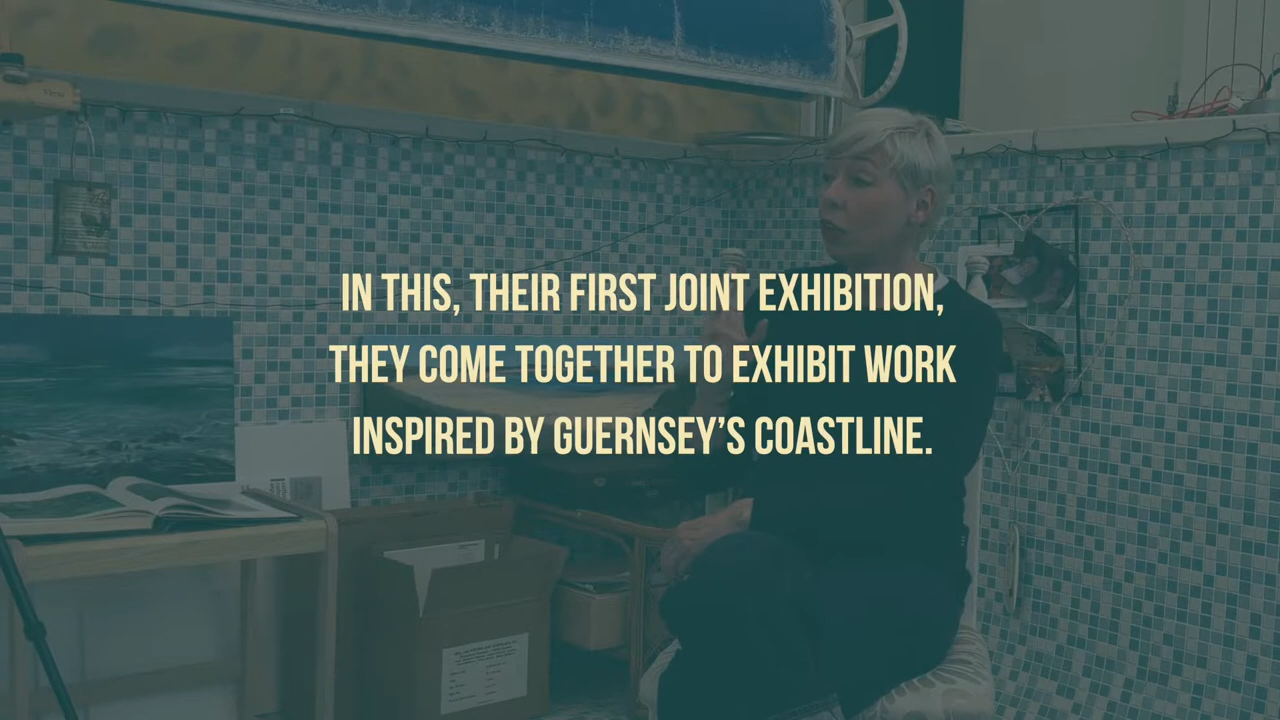 IN THIS, THEIR FIRST JOINT EXHIBITION,
THEY COME TOGETHER TO EXHIBIT WORK
INSPIRED BY GUERNSEY’S COASTLINE.